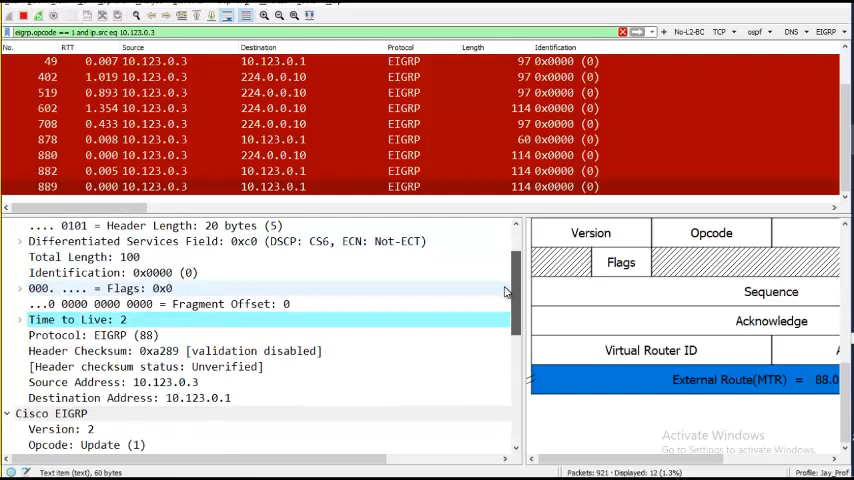 eigrp.opcode == 1 and ip.src eq 10.123.0.3 No-L2-BC TCP ospf DNS EIGRP
No. RTT Source Destination Protocol Length Identification
49 0.007 10.123.0.3 10.123.0.1 EIGRP 97 0x0000 (0)
402 1.019 10.123.0.3 224.0.0.10 EIGRP 97 0x0000 (0)
519 0.893 10.123.0.3 224.0.0.10 EIGRP 97 0x0000 (0)
602 1.354 10.123.0.3 224.0.0.10 EIGRP 114 0x0000 (0)
708 0.433 10.123.0.3 224.0.0.10 EIGRP 97 0x0000 (0)
878 0.008 10.123.0.3 10.123.0.1 EIGRP 60 0x0000 (0)
880 0.000 10.123.0.3 224.0.0.10 EIGRP 114 0x0000 (0)
882 0.005 10.123.0.3 10.123.0.1 EIGRP 114 0x0000 (0)
889 0.000 10.123.0.3 10.123.0.1 EIGRP 114 0x0000 (0)
.... 0101 = Header Length: 20 bytes (5)
Differentiated Services Field: 0xc0 (DSCP: CS6, ECN: Not-ECT)
Total Length: 100
Identification: 0x0000 (0)
000. .... = Flags: 0x0
...0 0000 0000 0000 = Fragment Offset: 0
Time to Live: 2
Protocol: EIGRP (88)
Header Checksum: 0xa289 [validation disabled]
[Header checksum status: Unverified]
Source Address: 10.123.0.3
Destination Address: 10.123.0.1
Cisco EIGRP
Version: 2
Opcode: Update (1)
Version Opcode
Flags
Sequence
Acknowledge
Virtual Router ID A
External Route(MTR) = 88.0
Activate Windows
Go to Settings to activate Windows.
Text item (text), 60 bytes Packets: 921 · Displayed: 12 (1.3%) Profile: Jay_Prof